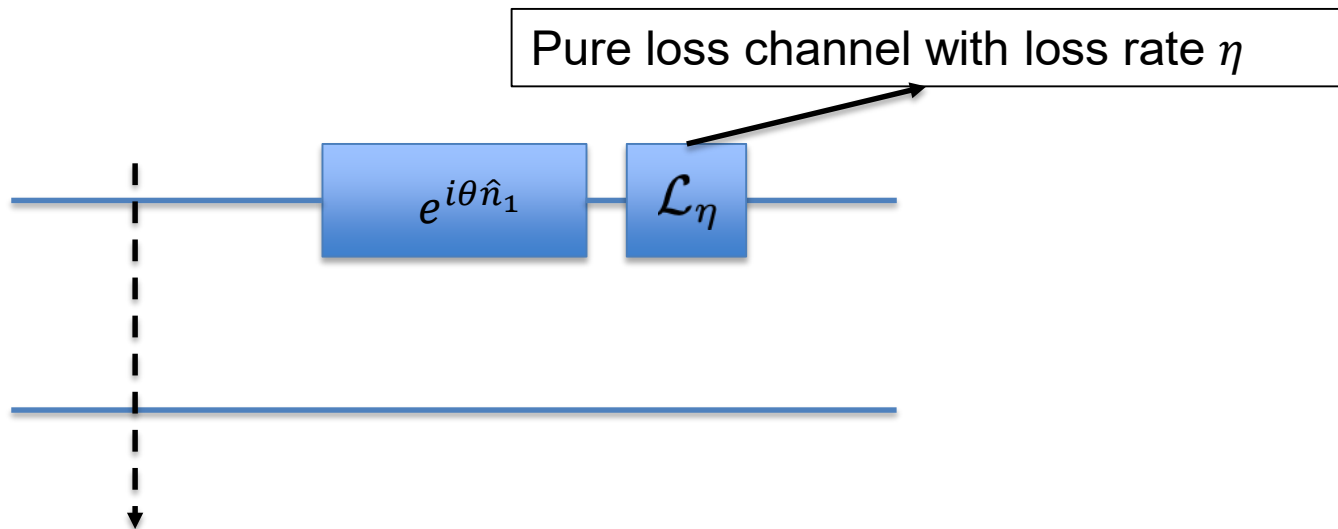 Pure loss channel with loss rate 𝜂
𝑒^{𝑖𝜃𝑛̂₁}
ℒ_𝜂